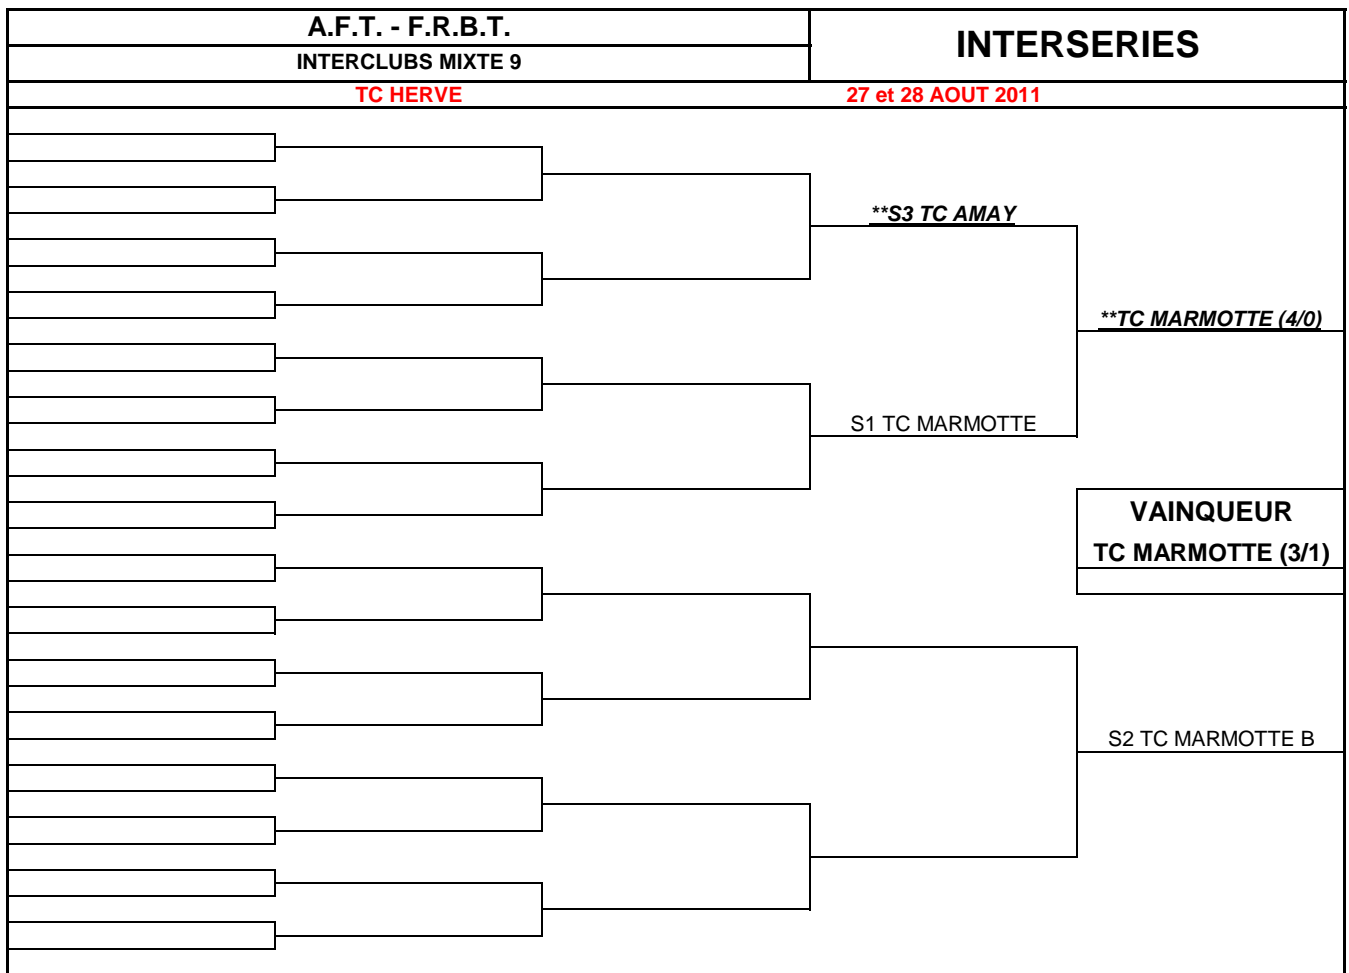 A.F.T. - F.R.B.T.
INTERCLUBS MIXTE 9
INTERSERIES
TC HERVE
27 et 28 AOUT 2011
**S3 TC AMAY
**TC MARMOTTE (4/0)
S1 TC MARMOTTE
VAINQUEUR
TC MARMOTTE (3/1)
S2 TC MARMOTTE B